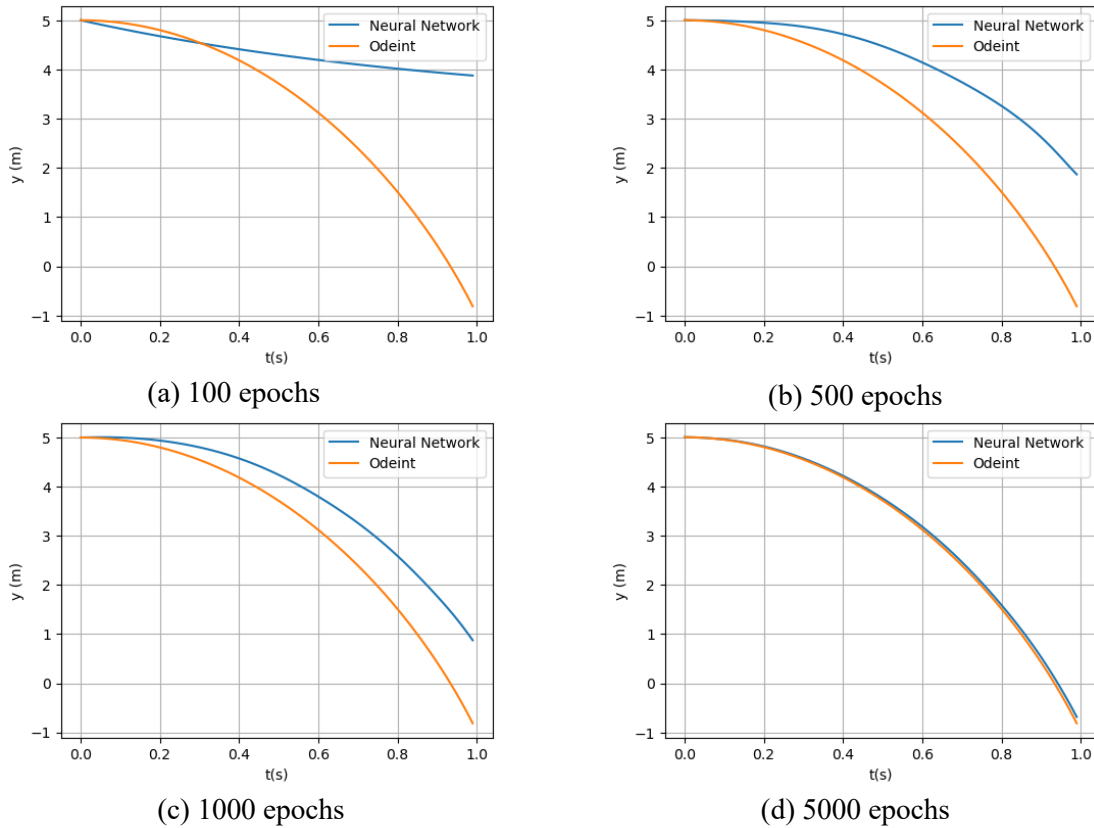 5
4
3
2
1
0
−1
y (m)
Neural Network
Odeint
0.0 0.2 0.4 0.6 0.8 1.0
t(s)
(a) 100 epochs
5
4
3
2
1
0
−1
y (m)
Neural Network
Odeint
0.0 0.2 0.4 0.6 0.8 1.0
t(s)
(b) 500 epochs
5
4
3
2
1
0
−1
y (m)
Neural Network
Odeint
0.0 0.2 0.4 0.6 0.8 1.0
t(s)
(c) 1000 epochs
5
4
3
2
1
0
−1
y (m)
Neural Network
Odeint
0.0 0.2 0.4 0.6 0.8 1.0
t(s)
(d) 5000 epochs